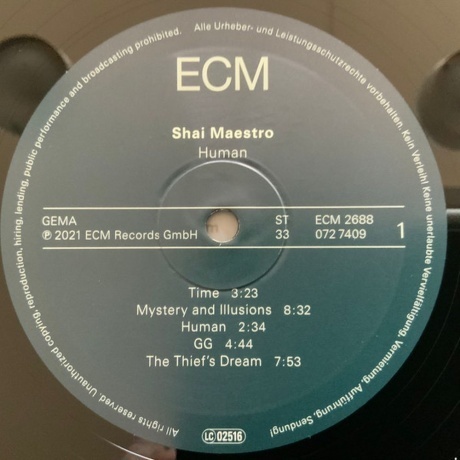 ECM
Shai Maestro
Human
GEMA ST ECM 2688
℗ 2021 ECM Records GmbH 33 072 7409 1
Time 3:23
Mystery and Illusions 8:32
Human 2:34
GG 4:44
The Thief's Dream 7:53
LC 02516
All rights reserved. Unauthorized copying, reproduction, hiring, lending, public performance and broadcasting prohibited. Alle Urheber- und Leistungsschutzrechte vorbehalten. Kein Verleih! Keine unerlaubte Vervielfältigung, Vermietung, Aufführung, Sendung!